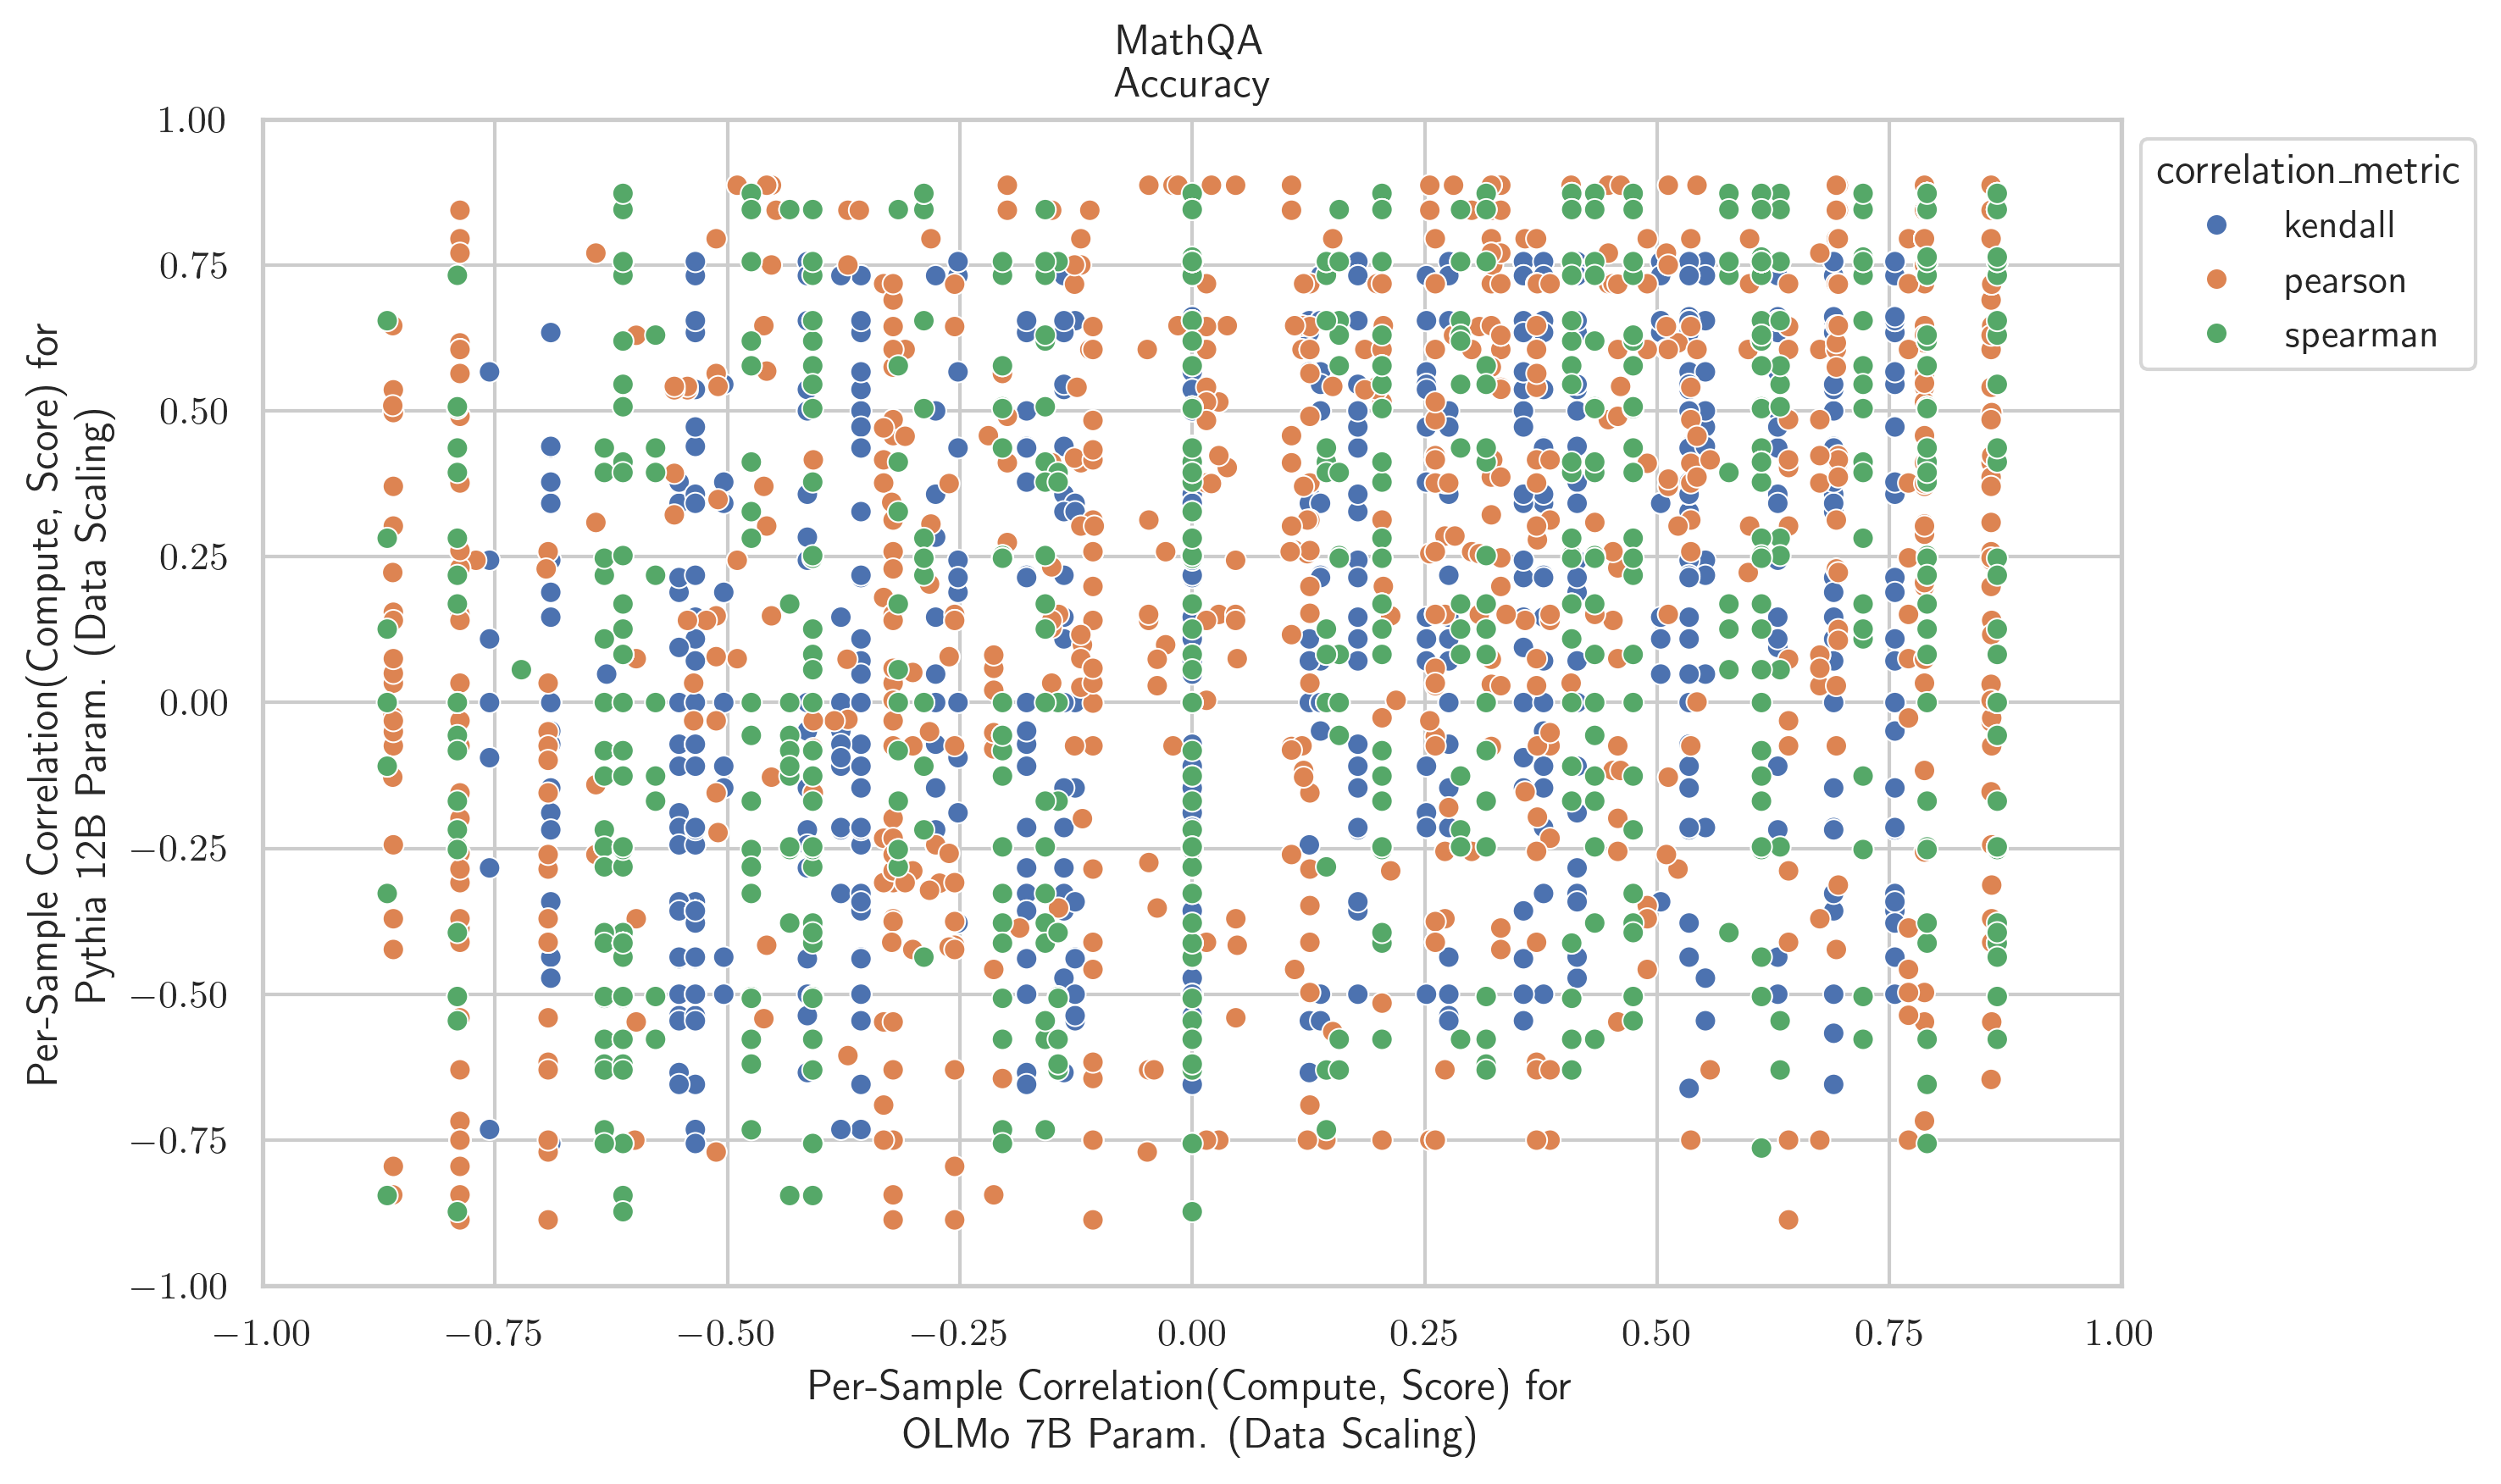 MathQA
Accuracy
Per-Sample Correlation(Compute, Score) for
Pythia 12B Param. (Data Scaling)
1.00
0.75
0.50
0.25
0.00
−0.25
−0.50
−0.75
−1.00
−1.00
−0.75
−0.50
−0.25
0.00
0.25
0.50
0.75
1.00
Per-Sample Correlation(Compute, Score) for
OLMo 7B Param. (Data Scaling)
correlation_metric
kendall
pearson
spearman